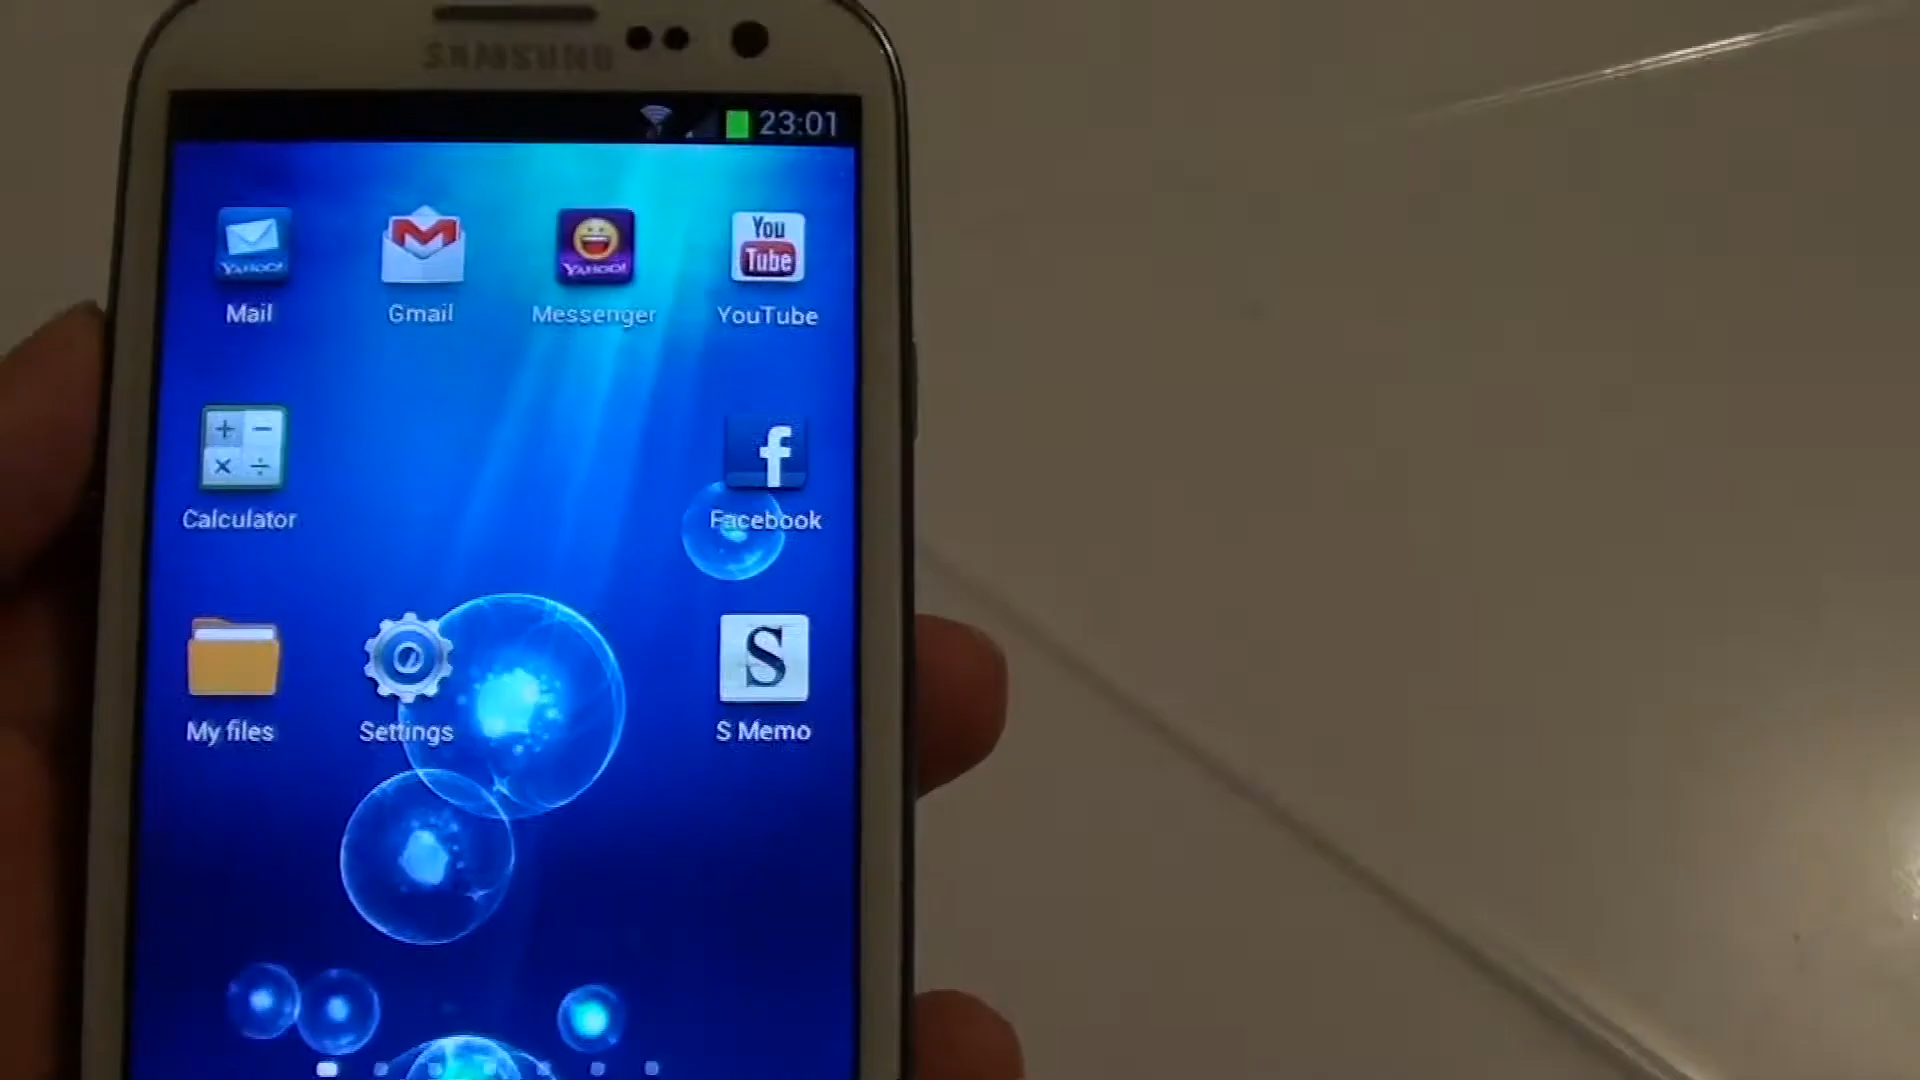 SAMSUNG
23:01
YAHOO!
YAHOO!
You
Tube
Mail
Gmail
Messenger
YouTube
f
Calculator
Facebook
S
My files
Settings
S Memo